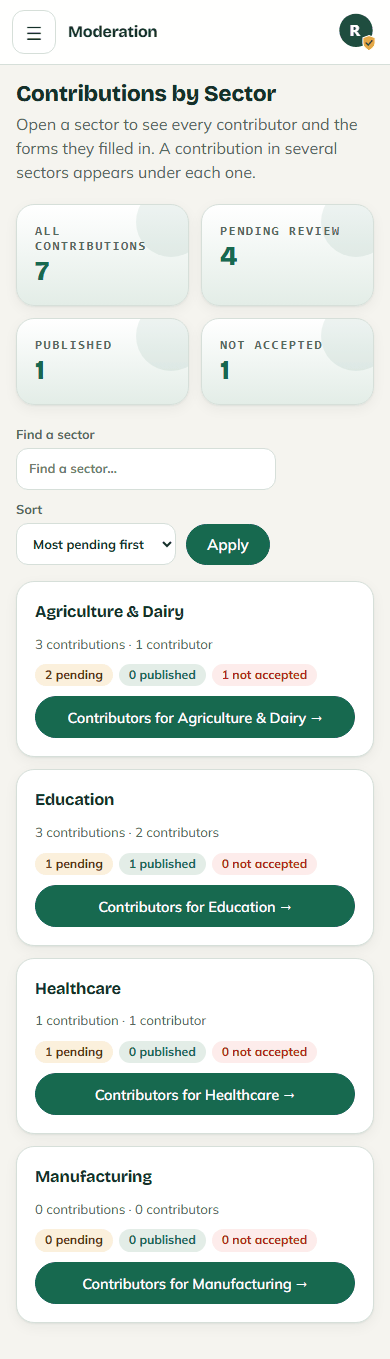 ☰ Moderation R
Contributions by Sector
Open a sector to see every contributor and the
forms they filled in. A contribution in several
sectors appears under each one.
ALL
CONTRIBUTIONS
7
PENDING REVIEW
4
PUBLISHED
1
NOT ACCEPTED
1
Find a sector
Find a sector...
Sort
Most pending first Apply
Agriculture & Dairy
3 contributions · 1 contributor
2 pending 0 published 1 not accepted
Contributors for Agriculture & Dairy →
Education
3 contributions · 2 contributors
1 pending 1 published 0 not accepted
Contributors for Education →
Healthcare
1 contribution · 1 contributor
1 pending 0 published 0 not accepted
Contributors for Healthcare →
Manufacturing
0 contributions · 0 contributors
0 pending 0 published 0 not accepted
Contributors for Manufacturing →